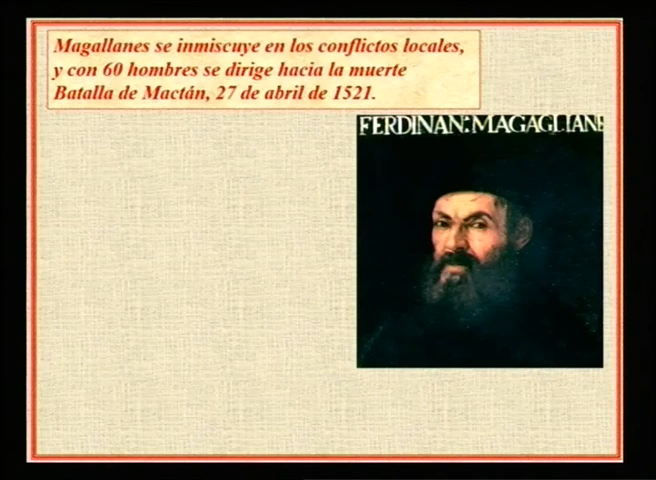 Magallanes se inmiscuye en los conflictos locales,
y con 60 hombres se dirige hacia la muerte
Batalla de Mactán, 27 de abril de 1521.
FERDINAN: MAGAGLIANE